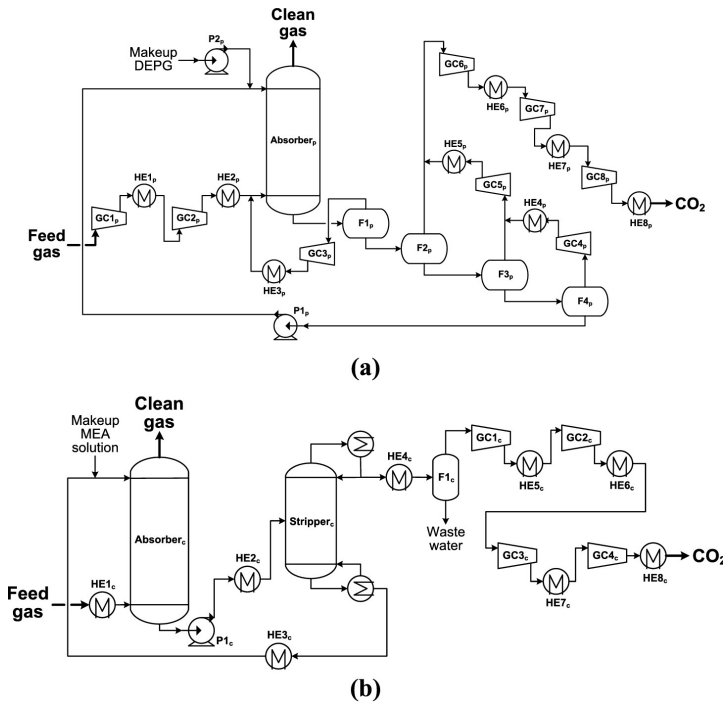 Clean
gas
P2p
Makeup
DEPG
GC6p
HE6p
GC7p
Absorberp
HE5p
HE7p
GC8p
HE1p
HE2p
GC5p
HE4p
CO2
GC1p
GC2p
F1p
HE8p
Feed
gas
GC3p
F2p
GC4p
HE3p
F3p
F4p
P1p
(a)
Clean
gas
Makeup
MEA
solution
HE4c
GC1c
GC2c
F1c
HE5c
HE6c
Absorberc
Stripperc
Waste
water
HE2c
GC3c
GC4c
CO2
Feed
gas
HE1c
HE7c
HE8c
P1c
HE3c
(b)